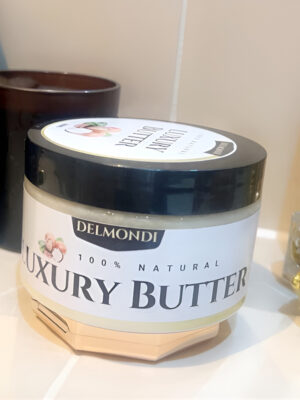 LUXURY
BUTTER
DELMONDI
100% NATURAL
LUXURY BUTTER